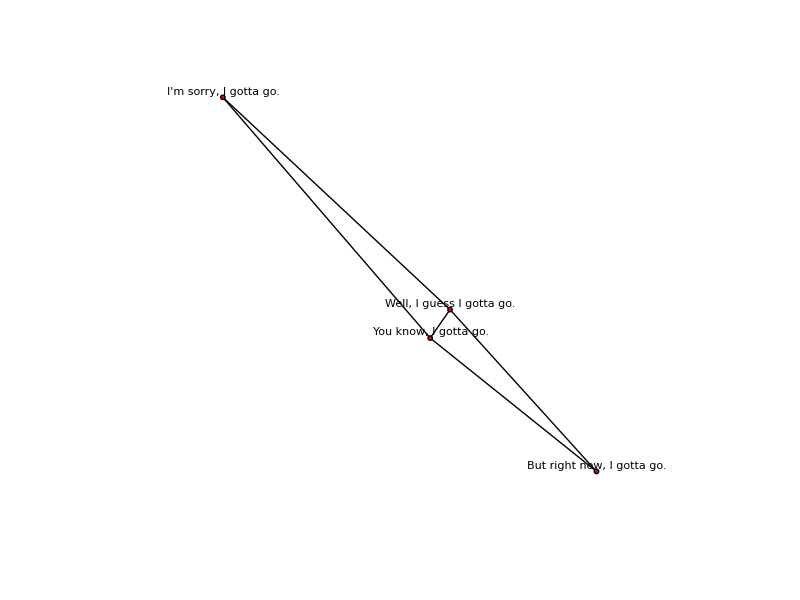 I'm sorry, I gotta go.
Well, I guess I gotta go.
You know, I gotta go.
But right now, I gotta go.